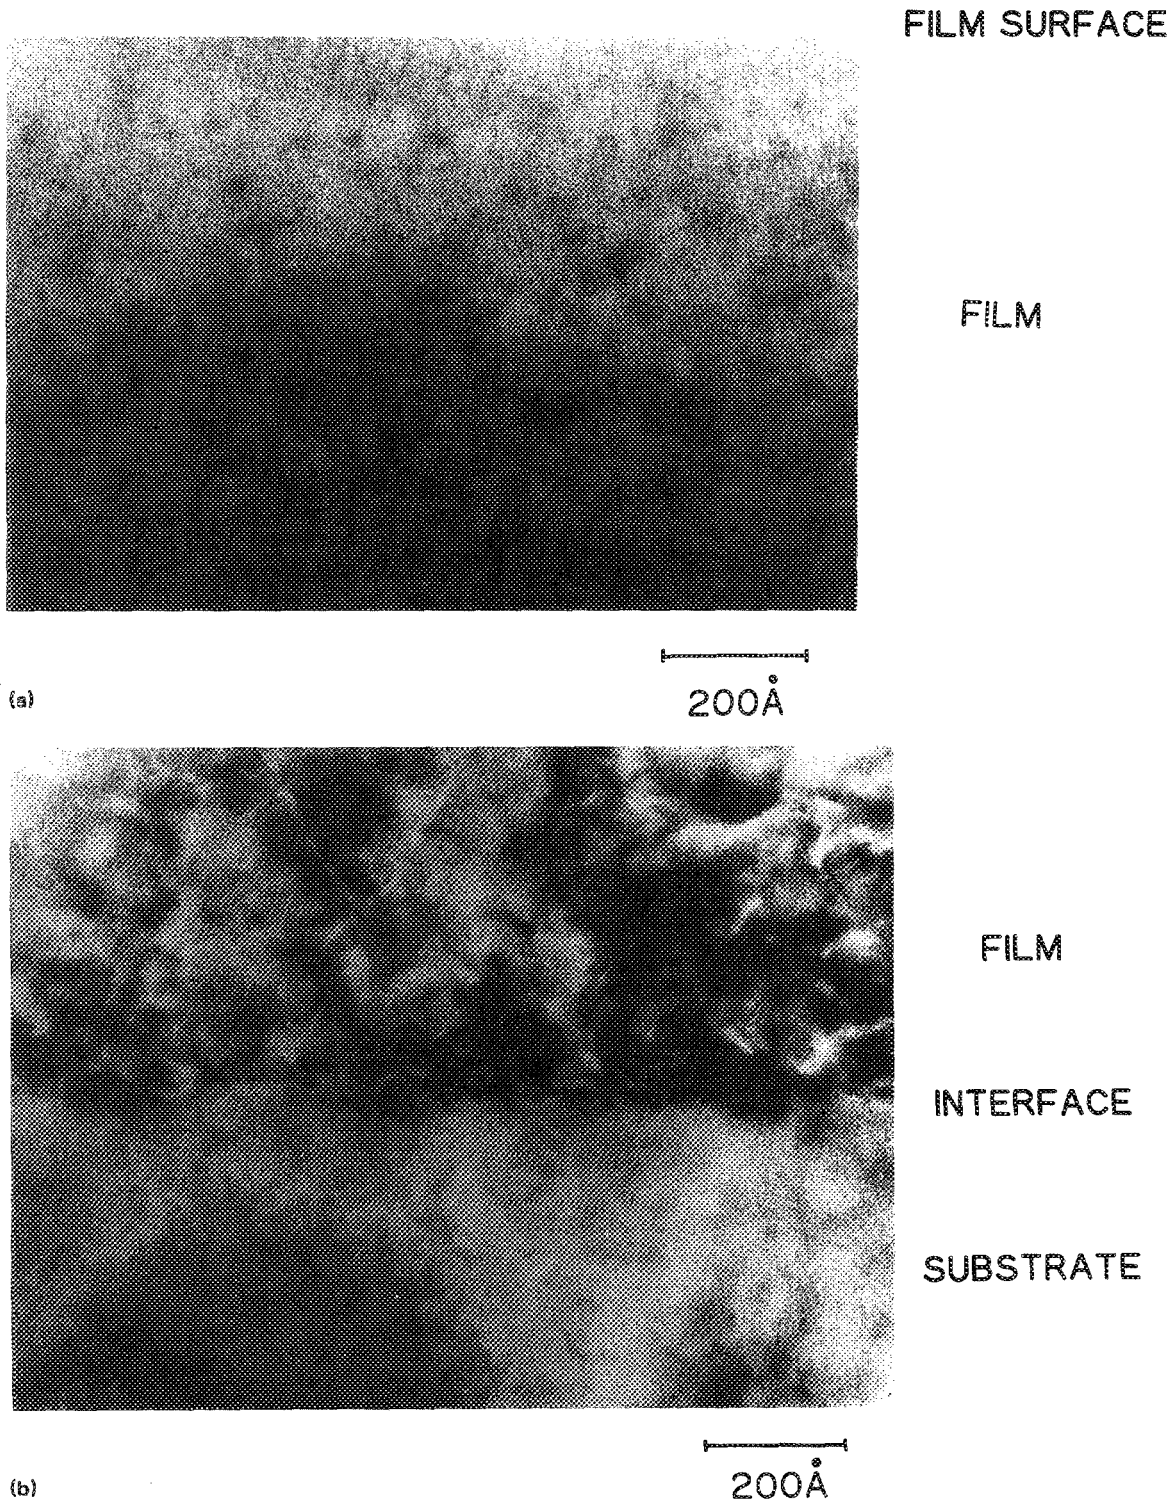 FILM SURFACE
FILM
200Å
(a)
FILM
INTERFACE
SUBSTRATE
200Å
(b)